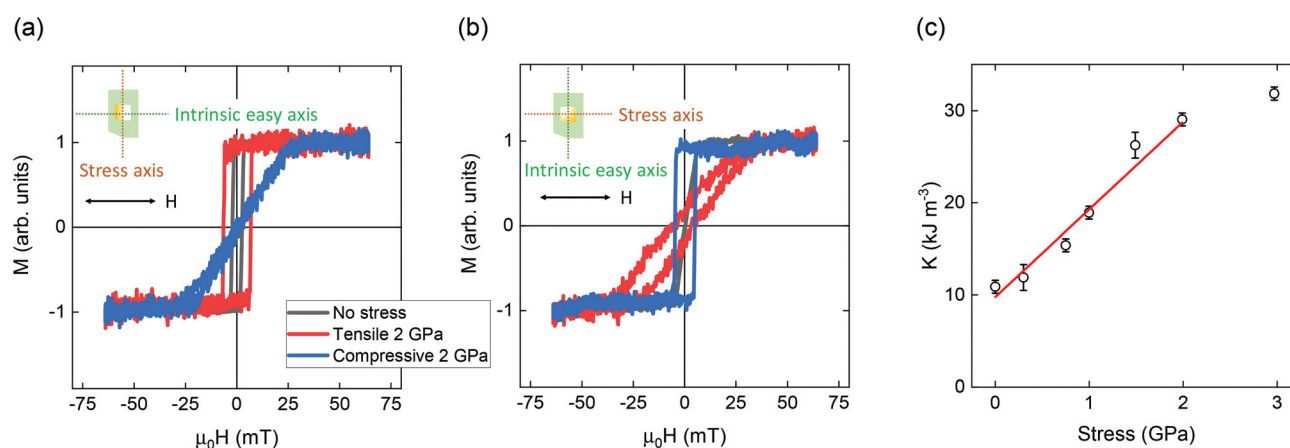 (a)
Intrinsic easy axis
Stress axis
H
M (arb. units)
1
0
-1
-75 -50 -25 0 25 50 75
μ₀H (mT)
No stress
Tensile 2 GPa
Compressive 2 GPa
(b)
Stress axis
Intrinsic easy axis
H
M (arb. units)
1
0
-1
-75 -50 -25 0 25 50 75
μ₀H (mT)
(c)
K (kJ m⁻³)
30
20
10
0
0 1 2 3
Stress (GPa)